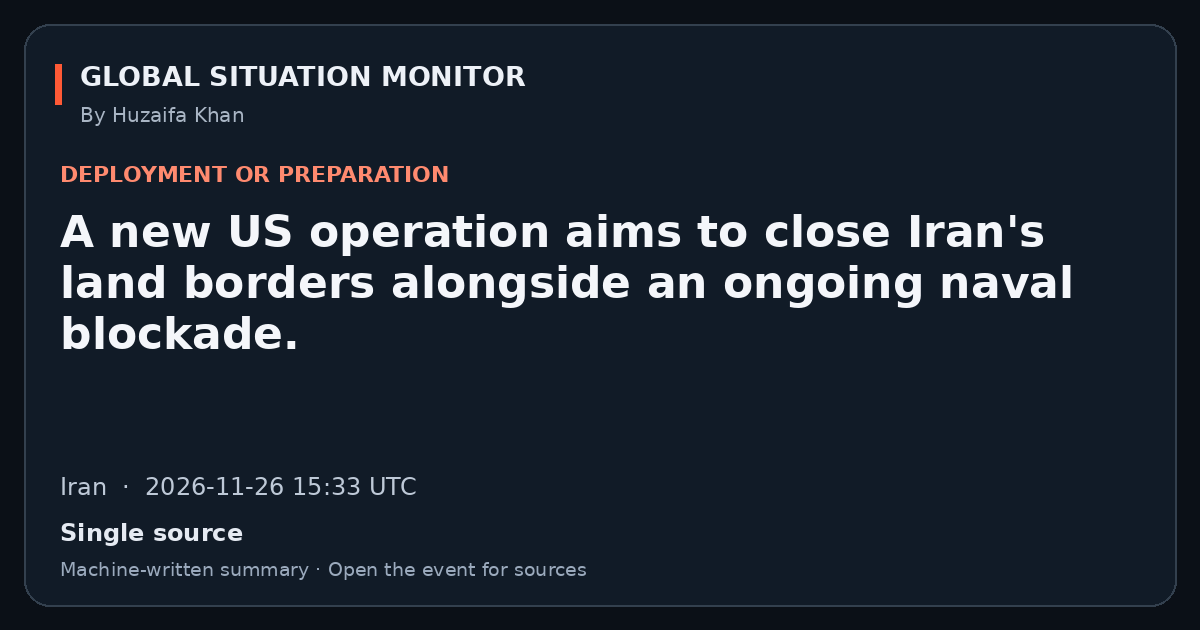 GLOBAL SITUATION MONITOR
By Huzaifa Khan
DEPLOYMENT OR PREPARATION
A new US operation aims to close Iran's
land borders alongside an ongoing naval
blockade.
Iran · 2026-11-26 15:33 UTC
Single source
Machine-written summary · Open the event for sources